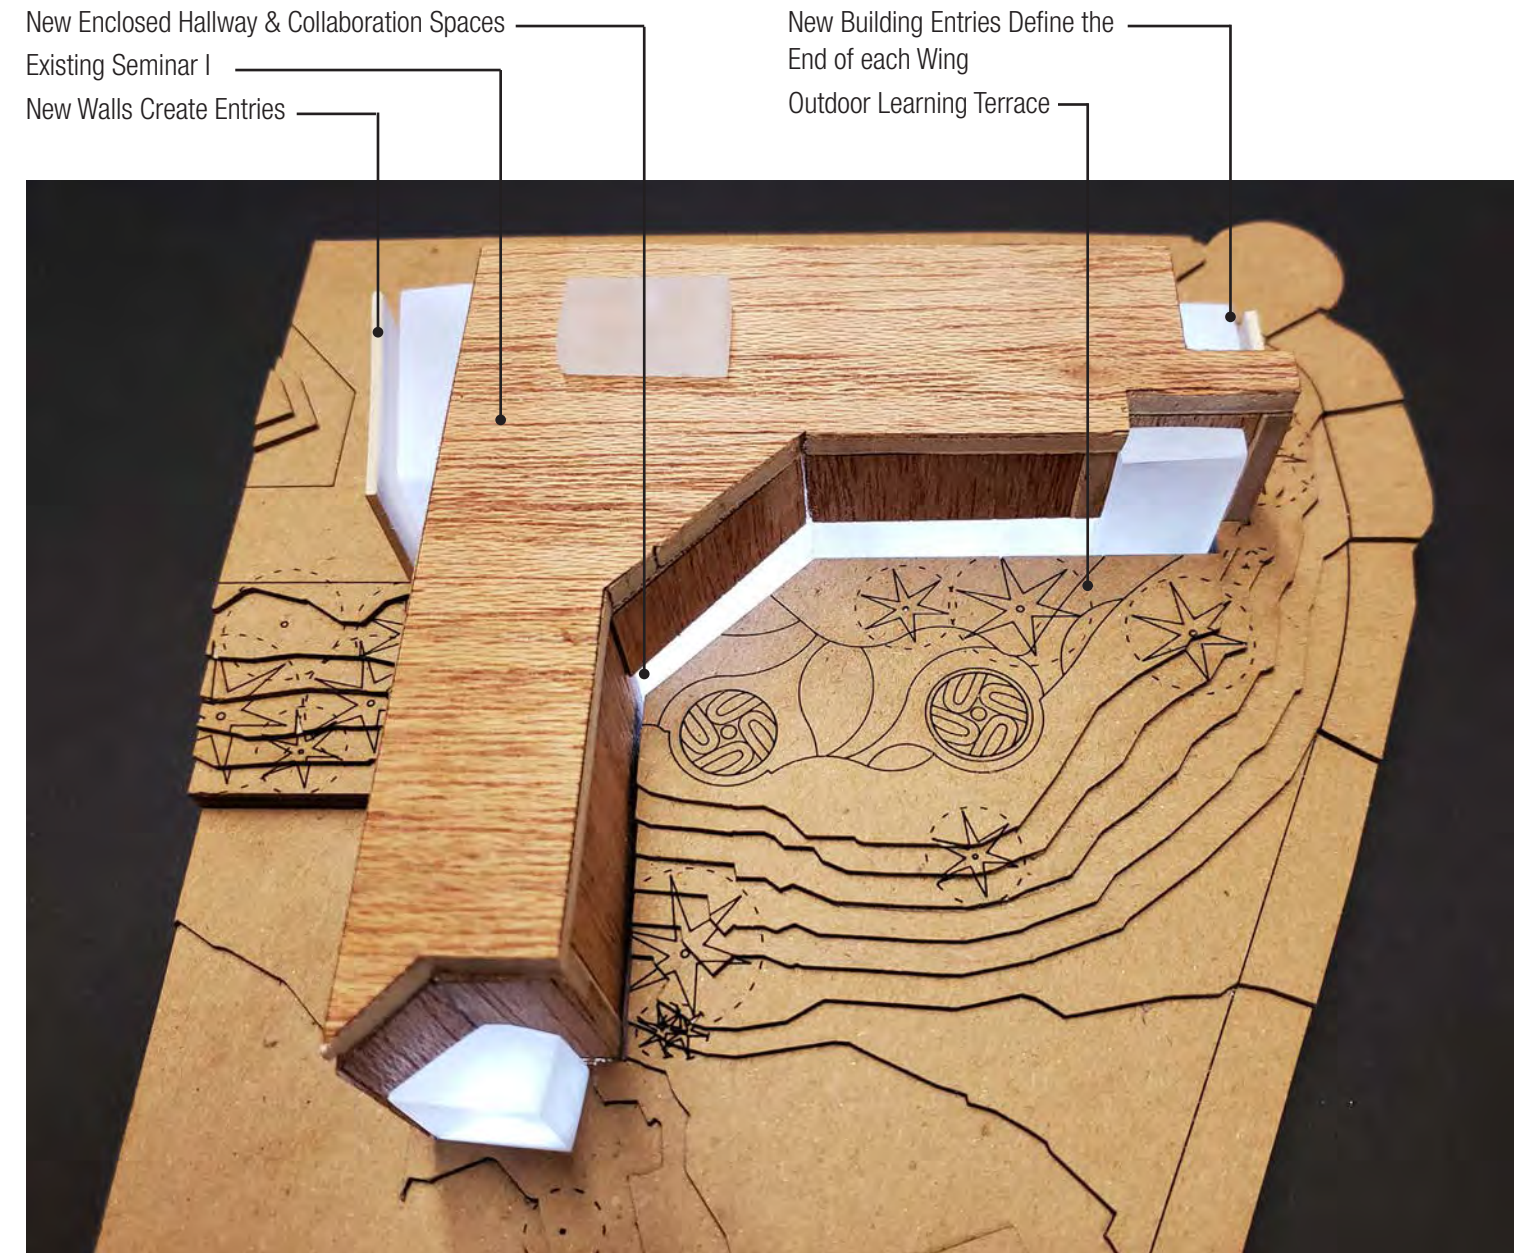 New Enclosed Hallway & Collaboration Spaces
Existing Seminar I
New Walls Create Entries
New Building Entries Define the
End of each Wing
Outdoor Learning Terrace